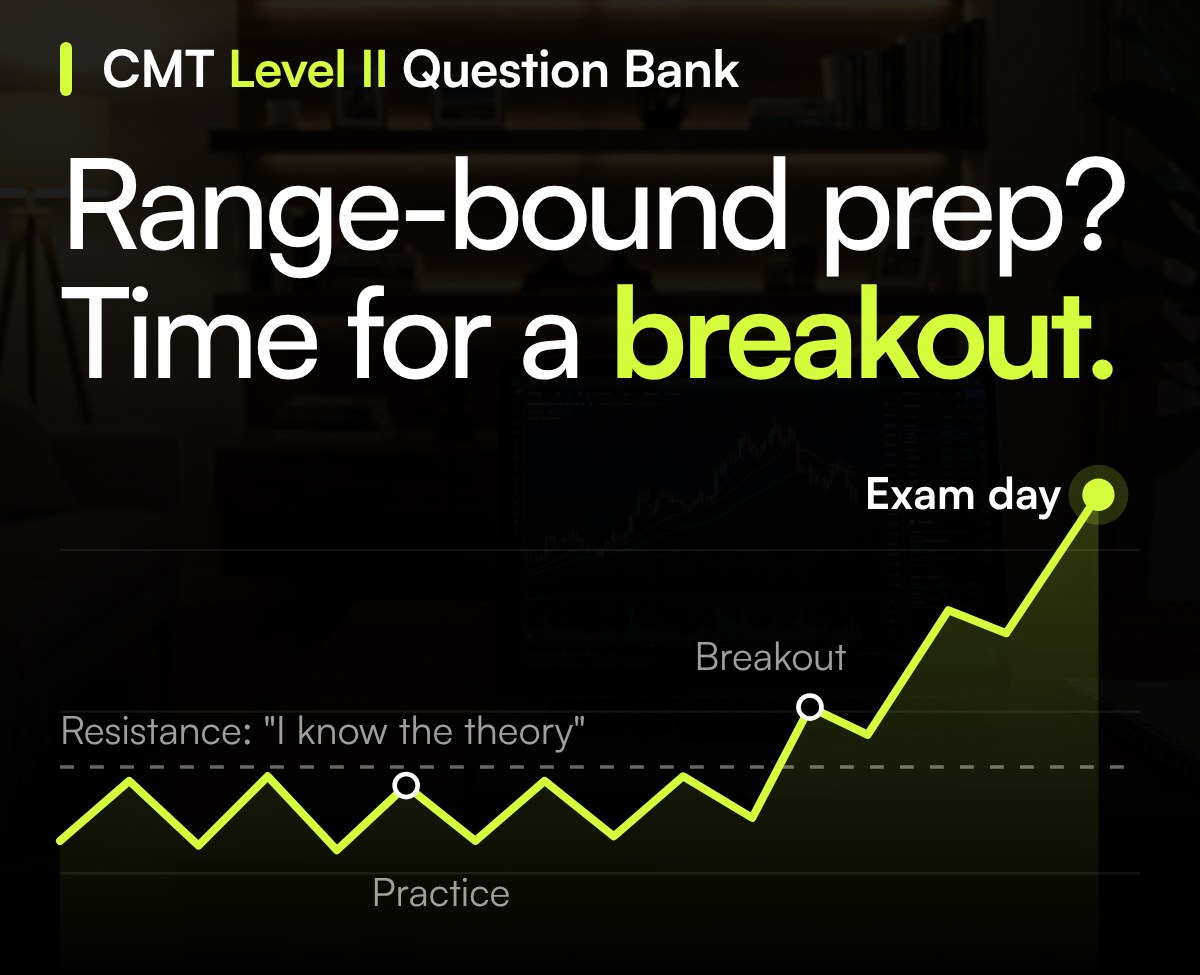 CMT Level II Question Bank
Range-bound prep?
Time for a breakout.
Exam day
Breakout
Resistance: "I know the theory"
Practice